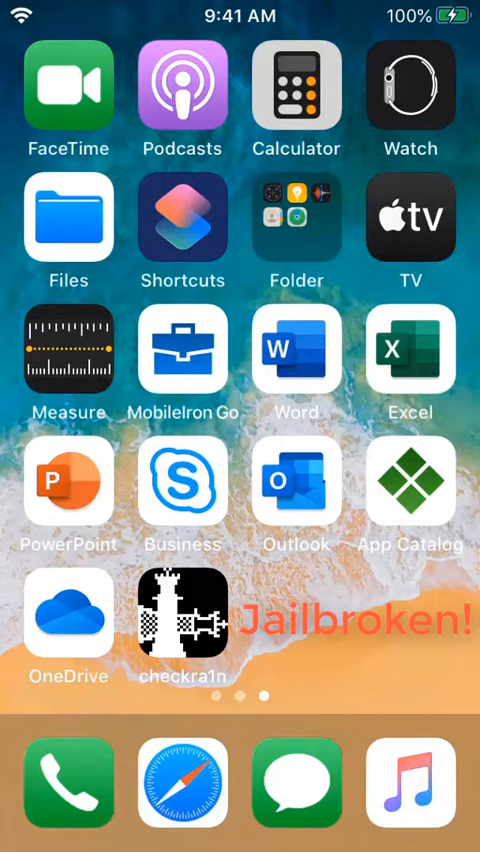 9:41 AM 100%
FaceTime Podcasts Calculator Watch
tv
Files Shortcuts Folder TV
W X
Measure MobileIron Go Word Excel
P S O
PowerPoint Business Outlook App Catalog
Jailbroken!
OneDrive checkra1n